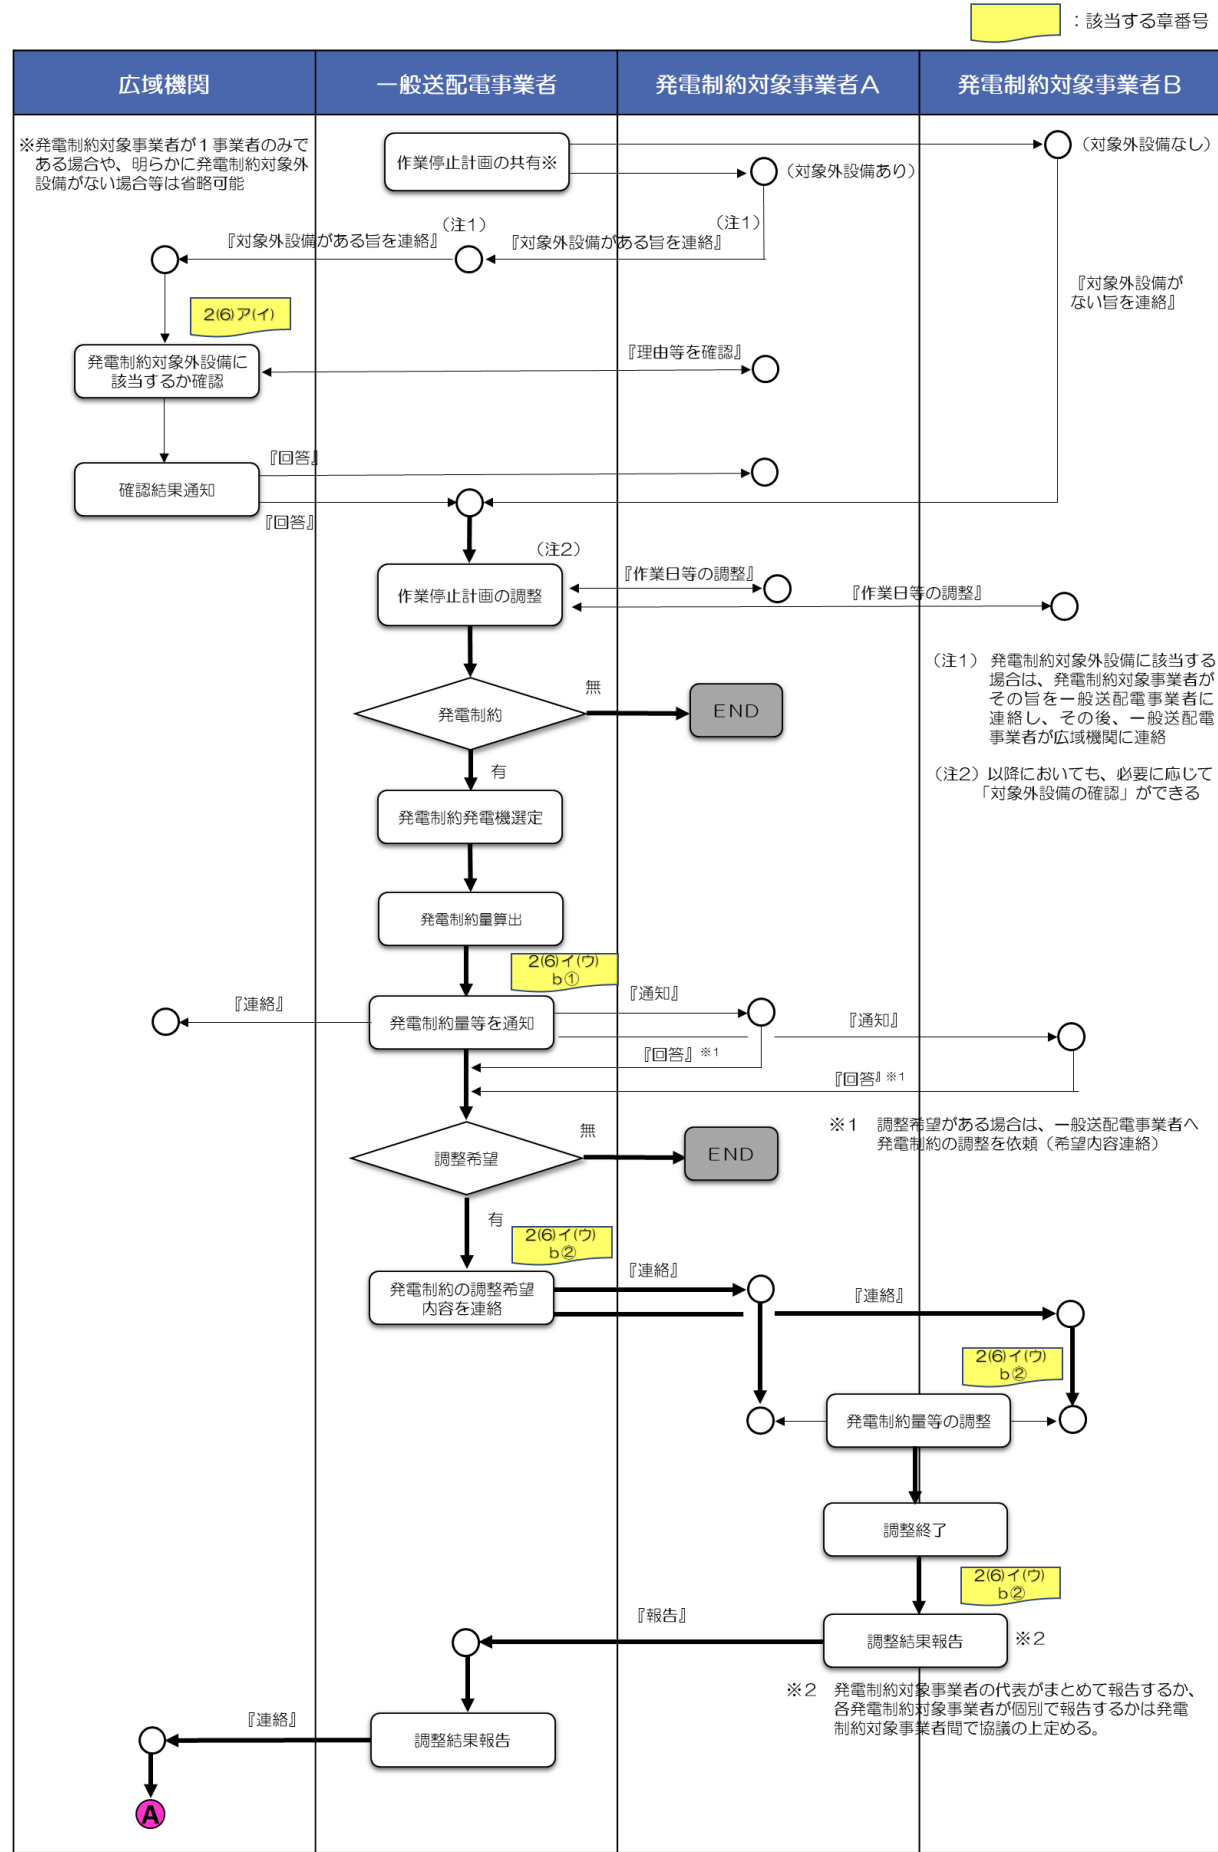 ：該当する章番号
広域機関
一般送配電事業者
発電制約対象事業者Ａ
発電制約対象事業者Ｂ
※発電制約対象事業者が１事業者のみで
ある場合や、明らかに発電制約対象外
設備がない場合等は省略可能
作業停止計画の共有※
（対象外設備なし）
（対象外設備あり）
（注1）
（注1）
『対象外設備がある旨を連絡』
『対象外設備がある旨を連絡』
『対象外設備が
ない旨を連絡』
2(6)ア(イ)
発電制約対象外設備に
該当するか確認
『理由等を確認』
『回答』
確認結果通知
『回答』
（注2）
作業停止計画の調整
『作業日等の調整』
『作業日等の調整』
（注1） 発電制約対象外設備に該当する
場合は、発電制約対象事業者が
その旨を一般送配電事業者に
連絡し、その後、一般送配電
事業者が広域機関に連絡
発電制約
無
ＥＮＤ
有
（注2）以降においても、必要に応じて
「対象外設備の確認」ができる
発電制約発電機選定
発電制約量算出
2(6)イ(ウ)
b①
『連絡』
発電制約量等を通知
『通知』
『通知』
『回答』※1
『回答』※1
※1　調整希望がある場合は、一般送配電事業者へ
発電制約の調整を依頼（希望内容連絡）
調整希望
無
ＥＮＤ
有
2(6)イ(ウ)
b②
発電制約の調整希望
内容を連絡
『連絡』
『連絡』
2(6)イ(ウ)
b②
発電制約量等の調整
調整終了
2(6)イ(ウ)
b②
『報告』
調整結果報告
※2
※2　発電制約対象事業者の代表がまとめて報告するか、
各発電制約対象事業者が個別で報告するかは発電
制約対象事業者間で協議の上定める。
『連絡』
調整結果報告
A